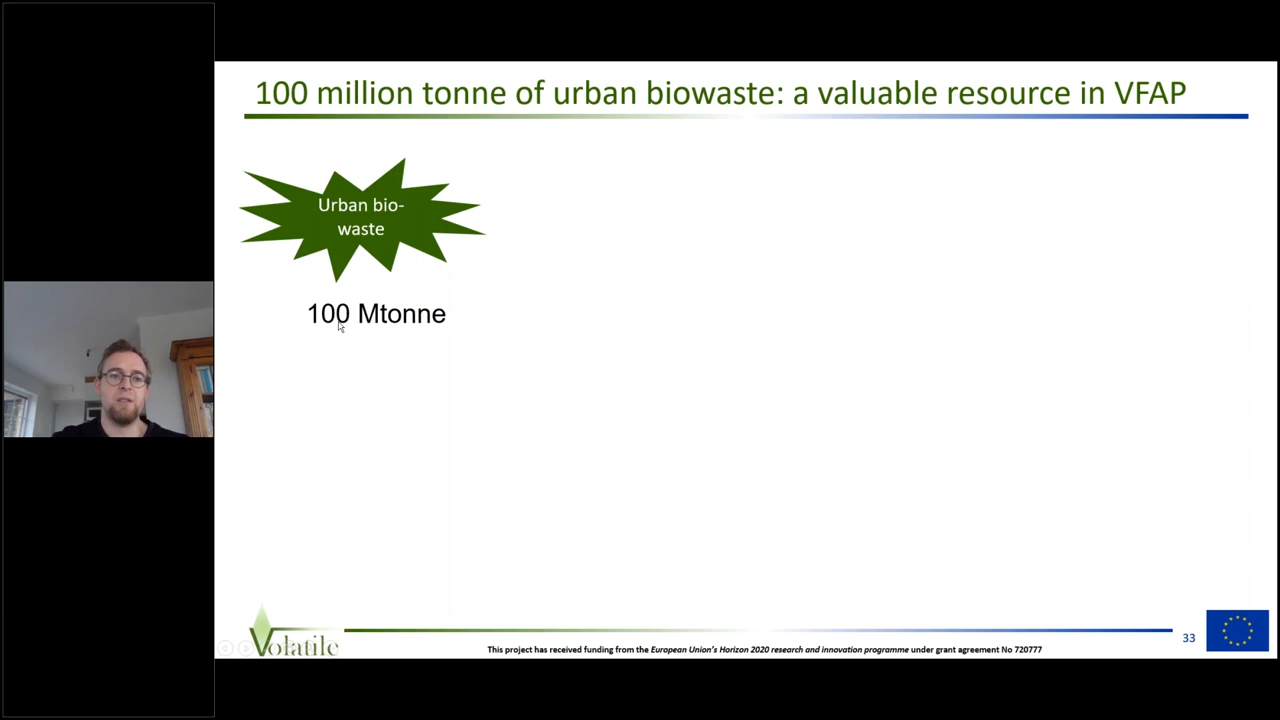 100 million tonne of urban biowaste: a valuable resource in VFAP
Urban bio-
waste
100 Mtonne
Volatile
This project has received funding from the European Union's Horizon 2020 research and innovation programme under grant agreement No 720777
33